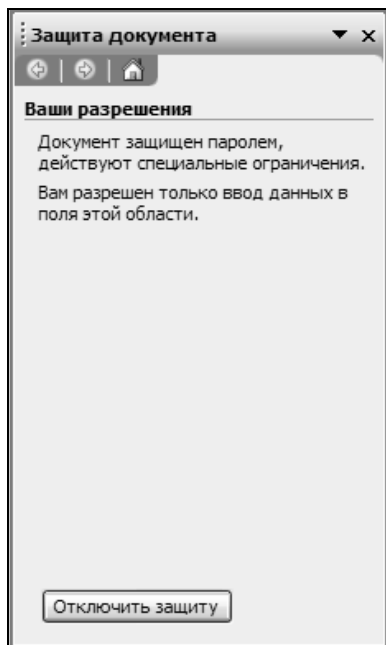 Защита документа
Ваши разрешения
Документ защищен паролем,
действуют специальные ограничения.
Вам разрешен только ввод данных в
поля этой области.
Отключить защиту